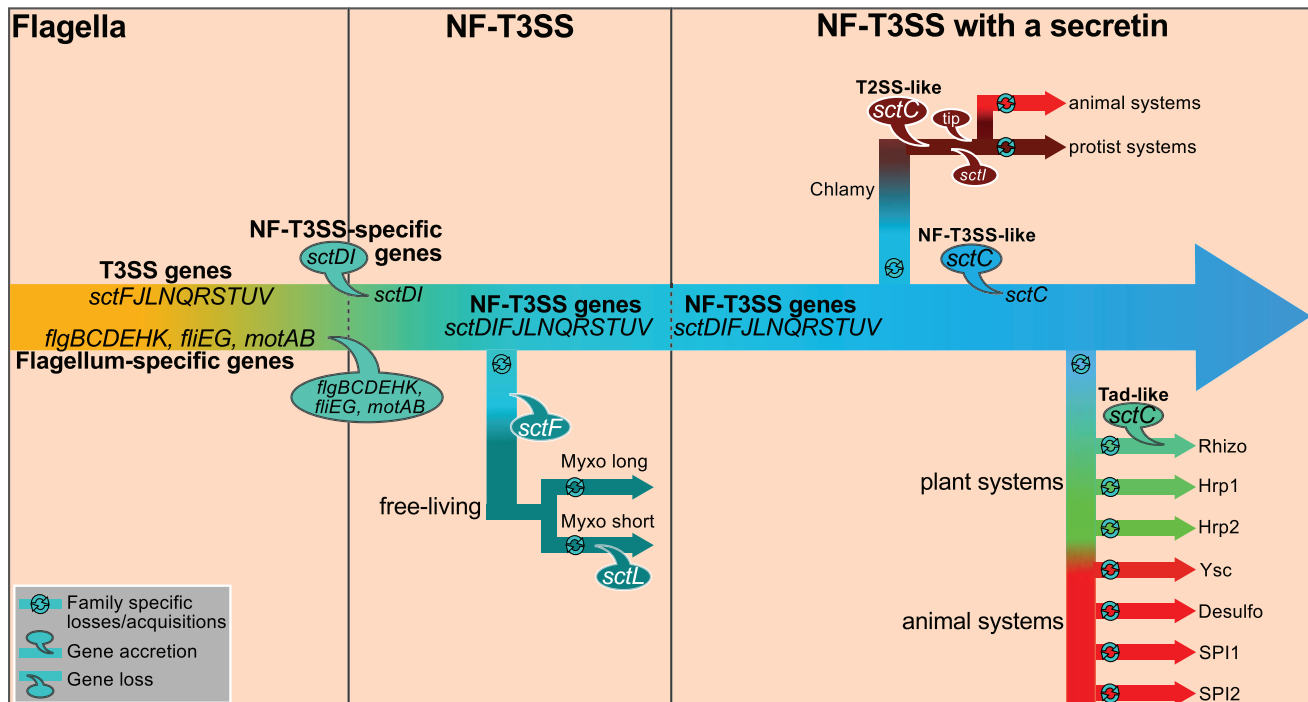 Flagella
NF-T3SS
NF-T3SS with a secretin
T2SS-like
sctC
tip
sctI
animal systems
protist systems
Chlamy
NF-T3SS-specific
genes
sctDI
NF-T3SS-like
sctC
T3SS genes
sctFJLNQRSTUV
sctDI
sctC
NF-T3SS genes
sctDIFJLNQRSTUV
NF-T3SS genes
sctDIFJLNQRSTUV
flgBCDEHK, fliEG, motAB
Flagellum-specific genes
flgBCDEHK,
fliEG, motAB
sctF
free-living
Myxo long
Myxo short
sctL
Tad-like
sctC
plant systems
Rhizo
Hrp1
Hrp2
animal systems
Ysc
Desulfo
SPI1
SPI2
Family specific
losses/acquisitions
Gene accretion
Gene loss